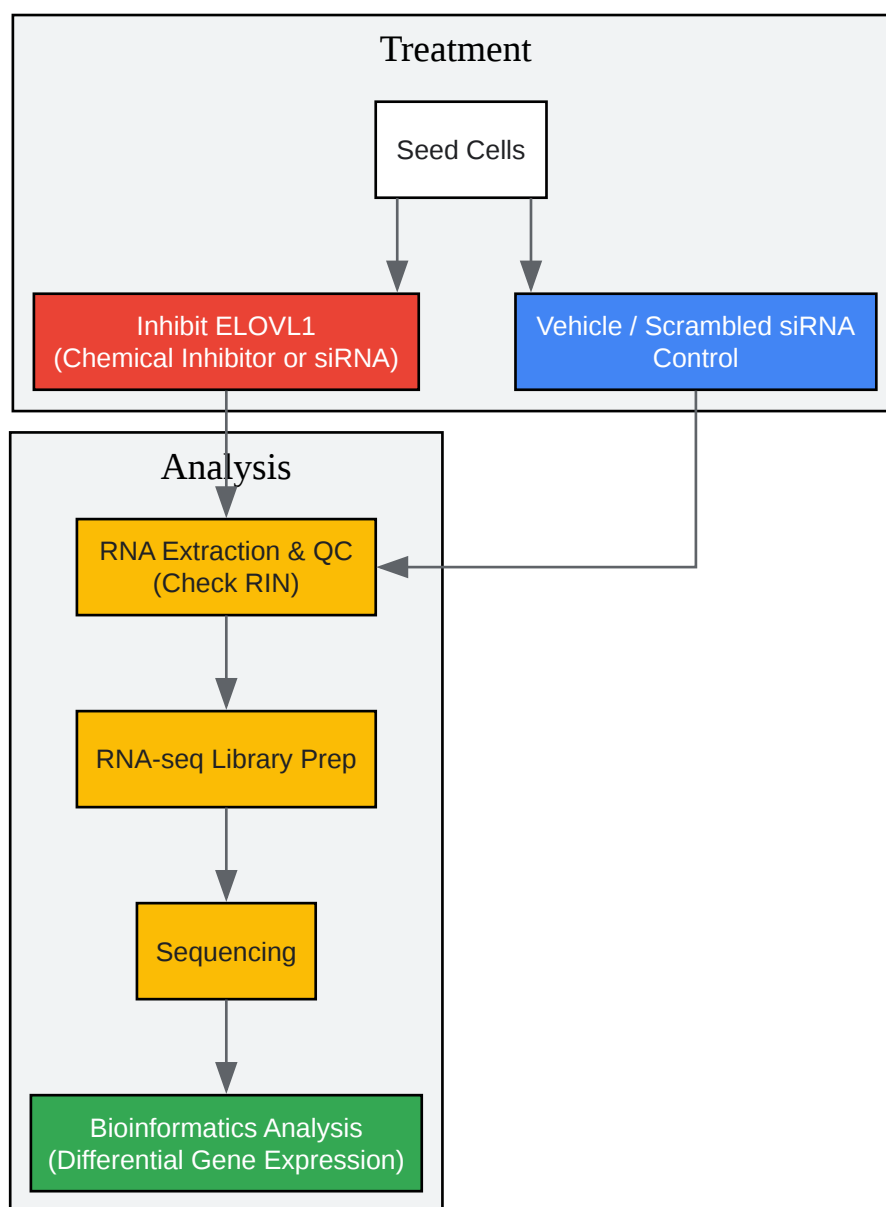 Treatment
Seed Cells
Inhibit ELOVL1
(Chemical Inhibitor or siRNA)
Vehicle / Scrambled siRNA
Control
Analysis
RNA Extraction & QC
(Check RIN)
RNA-seq Library Prep
Sequencing
Bioinformatics Analysis
(Differential Gene Expression)